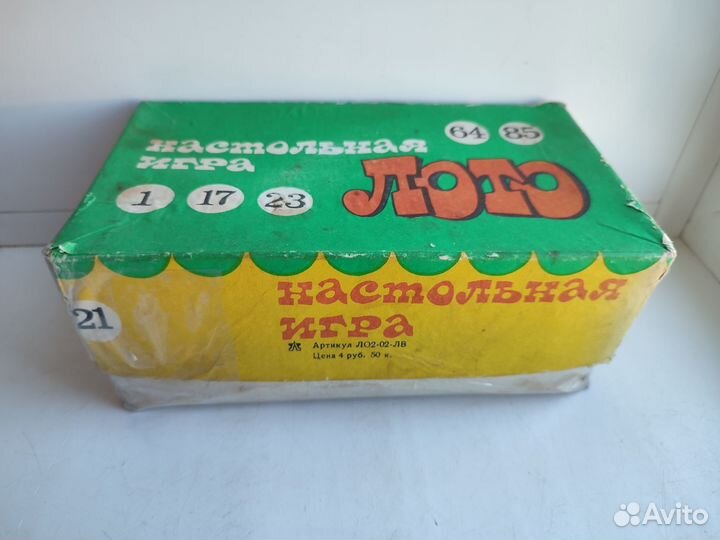 64 85
настольная
игра
лото
1 17 23
21
настольная
игра
Артикул ЛО2-02-ЛВ
Цена 4 руб. 50 к.
Avito